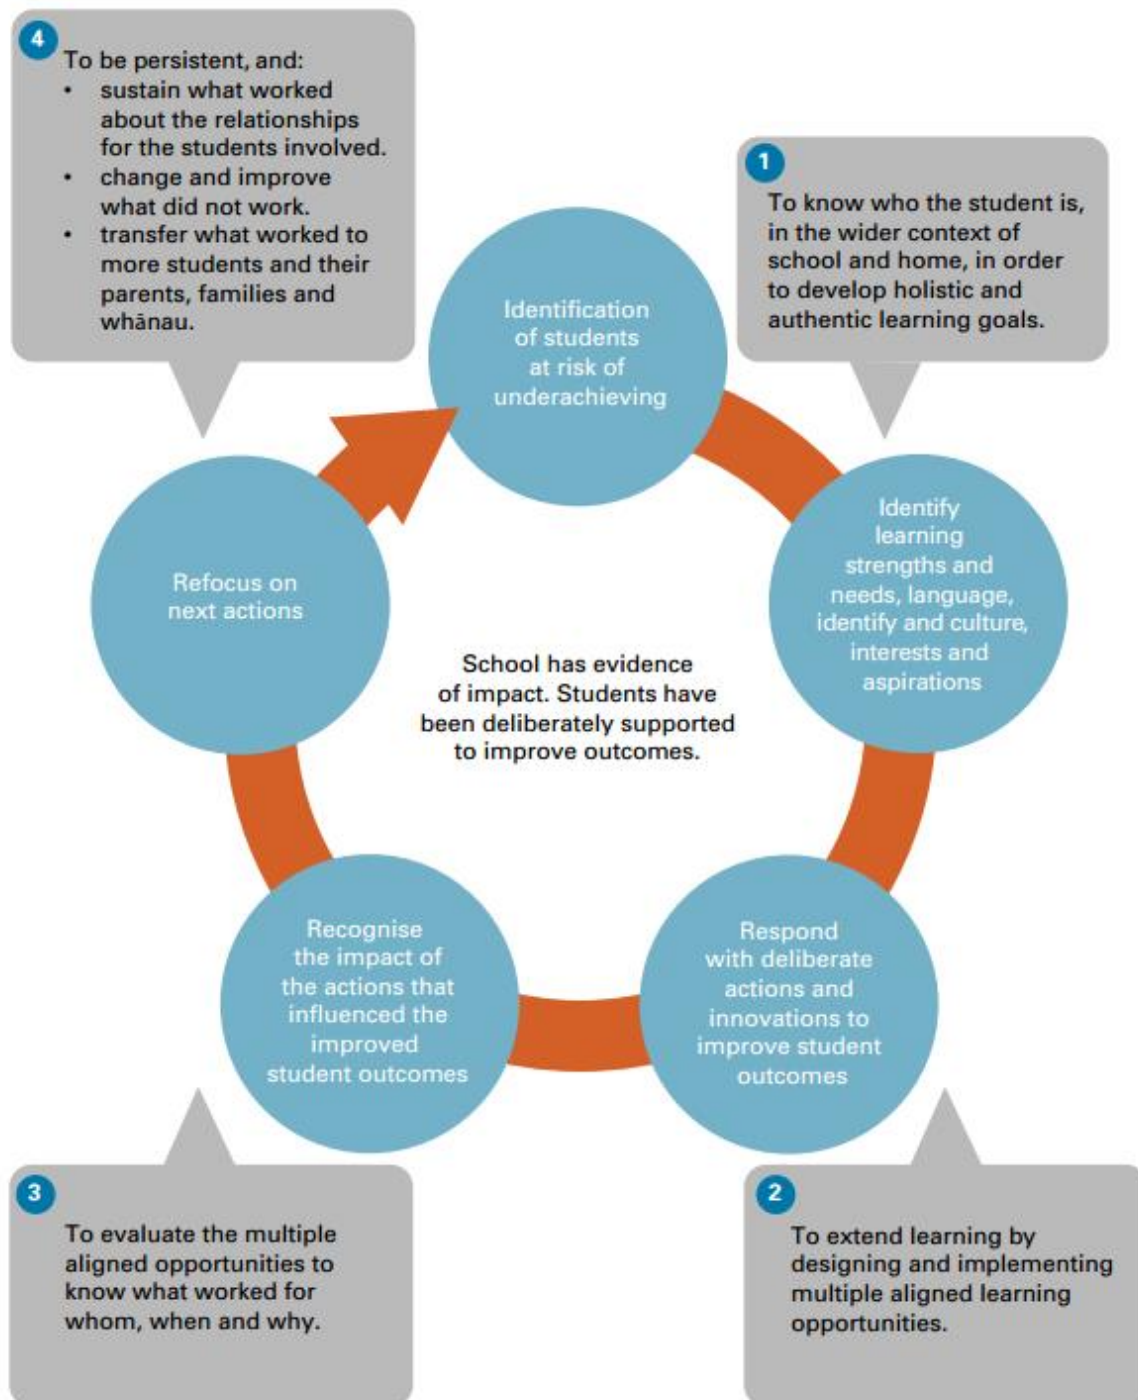 4
To be persistent, and:
• sustain what worked
about the relationships
for the students involved.
• change and improve
what did not work.
• transfer what worked to
more students and their
parents, families and
whānau.
1
To know who the student is,
in the wider context of
school and home, in order
to develop holistic and
authentic learning goals.
Identification
of students
at risk of
underachieving
Identify
learning
strengths and
needs, language,
identify and culture,
interests and
aspirations
Refocus on
next actions
School has evidence
of impact. Students have
been deliberately supported
to improve outcomes.
Recognise
the impact of
the actions that
influenced the
improved
student outcomes
Respond
with deliberate
actions and
innovations to
improve student
outcomes
3
To evaluate the multiple
aligned opportunities to
know what worked for
whom, when and why.
2
To extend learning by
designing and implementing
multiple aligned learning
opportunities.